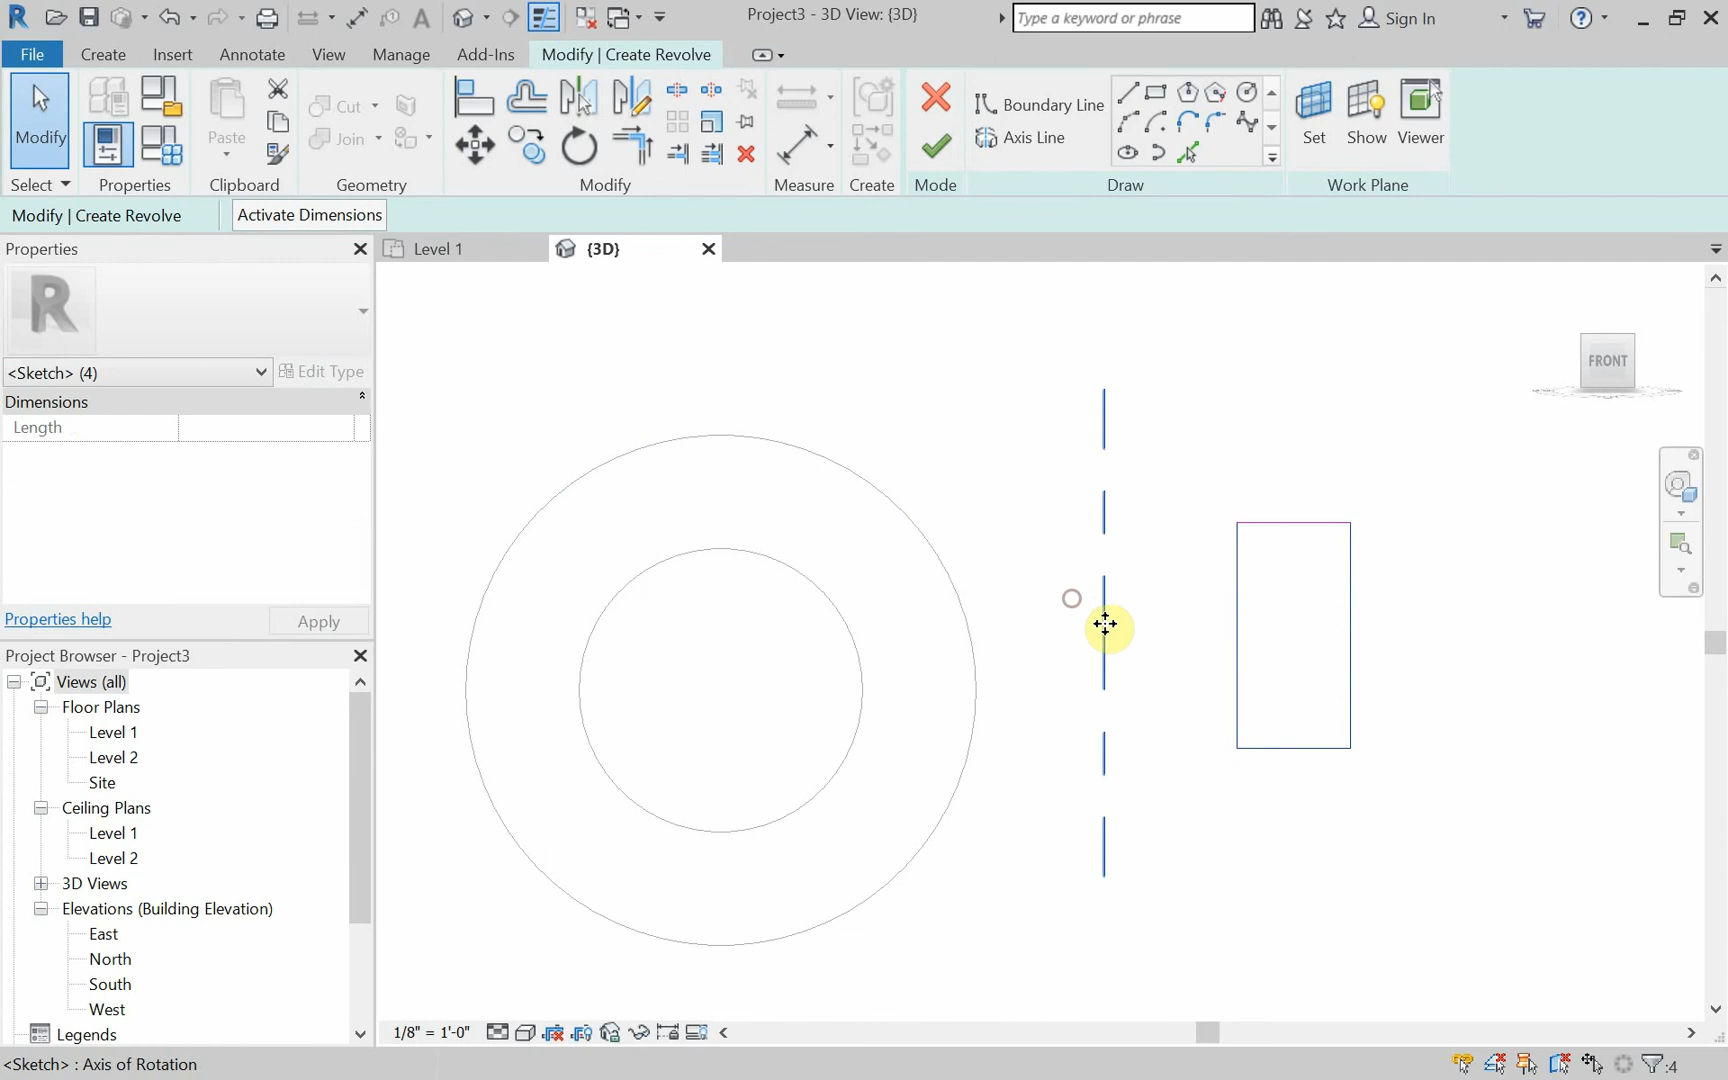 Project3 - 3D View: {3D}
Type a keyword or phrase
Sign In
File
Create
Insert
Annotate
View
Manage
Add-Ins
Modify | Create Revolve
Modify
Paste
Cut
Join
Boundary Line
Axis Line
Set
Show
Viewer
Select
Properties
Clipboard
Geometry
Modify
Measure
Create
Mode
Draw
Work Plane
Modify | Create Revolve
Activate Dimensions
Properties
Level 1
{3D}
R
<Sketch> (4)
Edit Type
Dimensions
Length
Properties help
Apply
FRONT
Project Browser - Project3
Views (all)
Floor Plans
Level 1
Level 2
Site
Ceiling Plans
Level 1
Level 2
3D Views
Elevations (Building Elevation)
East
North
South
West
Legends
1/8" = 1'-0"
<Sketch> : Axis of Rotation
:4